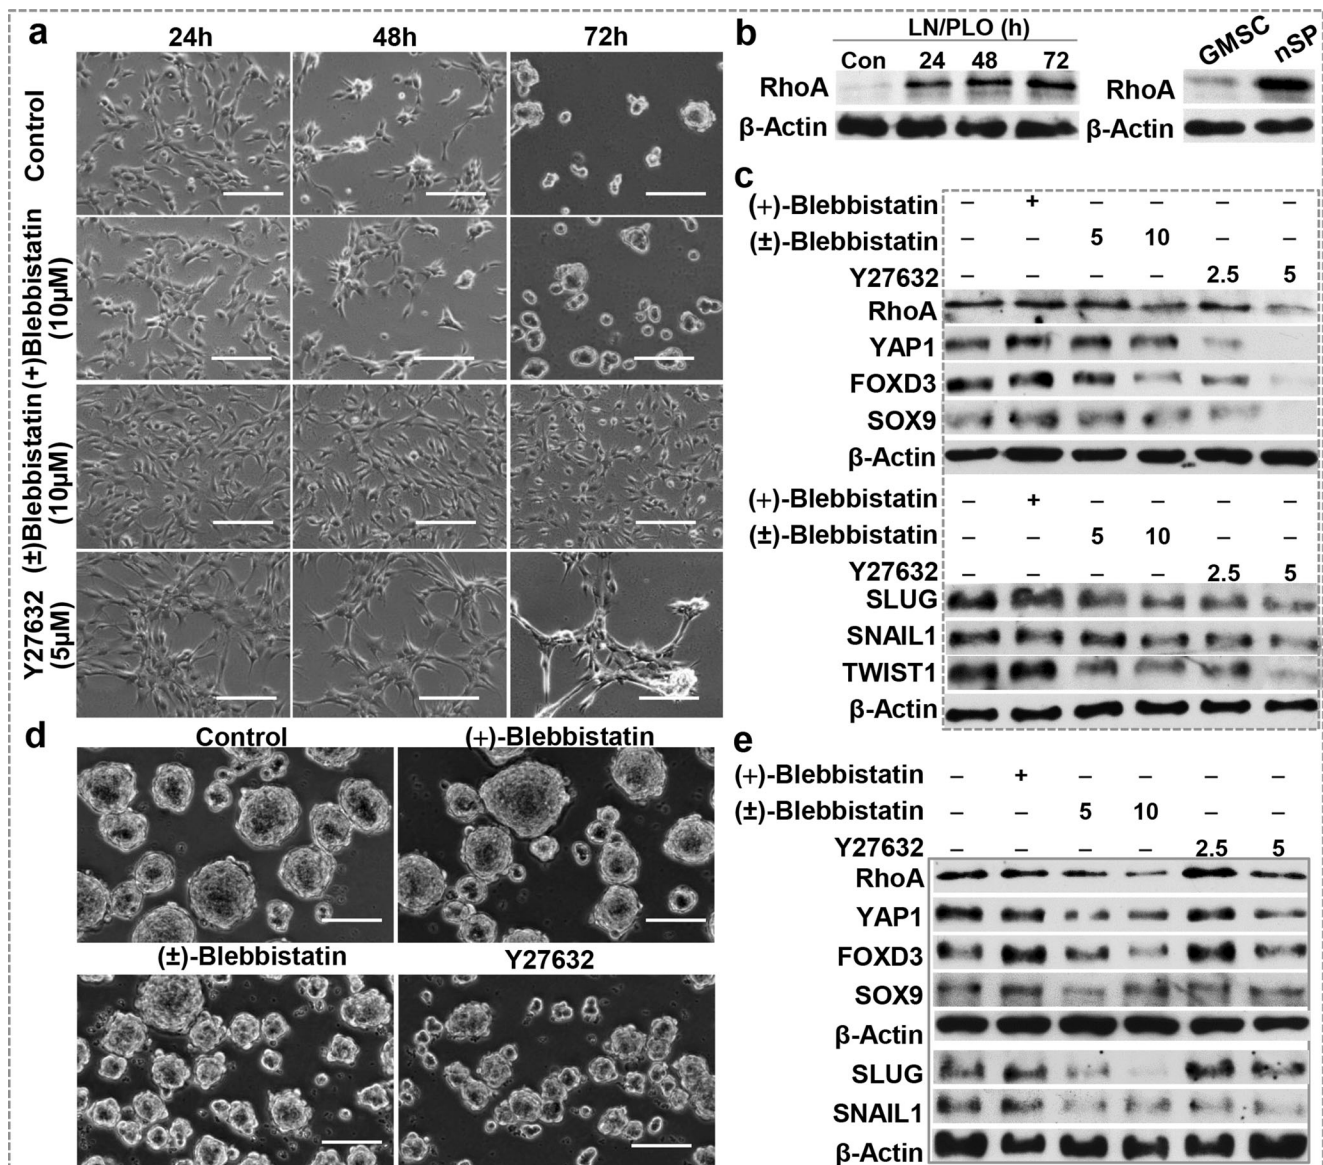 a
24h 48h 72h
Control
(+)Blebbistatin
(10µM)
(±)Blebbistatin
(10µM)
Y27632
(5µM)
b
LN/PLO (h)
Con 24 48 72
RhoA
β-Actin
GMSC nSP
RhoA
β-Actin
c
(+)-Blebbistatin – + – – – –
(±)-Blebbistatin – – 5 10 – –
Y27632 – – – – 2.5 5
RhoA
YAP1
FOXD3
SOX9
β-Actin
(+)-Blebbistatin – + – – – –
(±)-Blebbistatin – – 5 10 – –
Y27632 – – – – 2.5 5
SLUG
SNAIL1
TWIST1
β-Actin
d
Control (+)-Blebbistatin
(±)-Blebbistatin Y27632
e
(+)-Blebbistatin – + – – – –
(±)-Blebbistatin – – 5 10 – –
Y27632 – – – – 2.5 5
RhoA
YAP1
FOXD3
SOX9
β-Actin
SLUG
SNAIL1
β-Actin